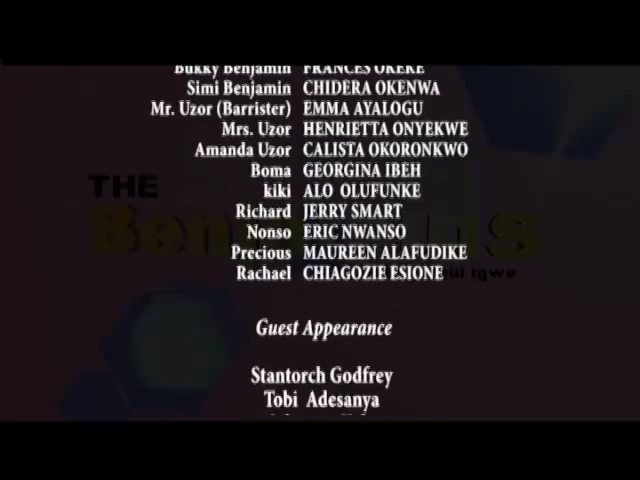 Bukky Benjamin FRANCES OKEKE
Simi Benjamin CHIDERA OKENWA
Mr. Uzor (Barrister) EMMA AYALOGU
Mrs. Uzor HENRIETTA ONYEKWE
Amanda Uzor CALISTA OKORONKWO
Boma GEORGINA IBEH
kiki ALO OLUFUNKE
Richard JERRY SMART
Nonso ERIC NWANSO
Precious MAUREEN ALAFUDIKE
Rachael CHIAGOZIE ESIONE
THE
Igwe
Guest Appearance
Stantorch Godfrey
Tobi Adesanya